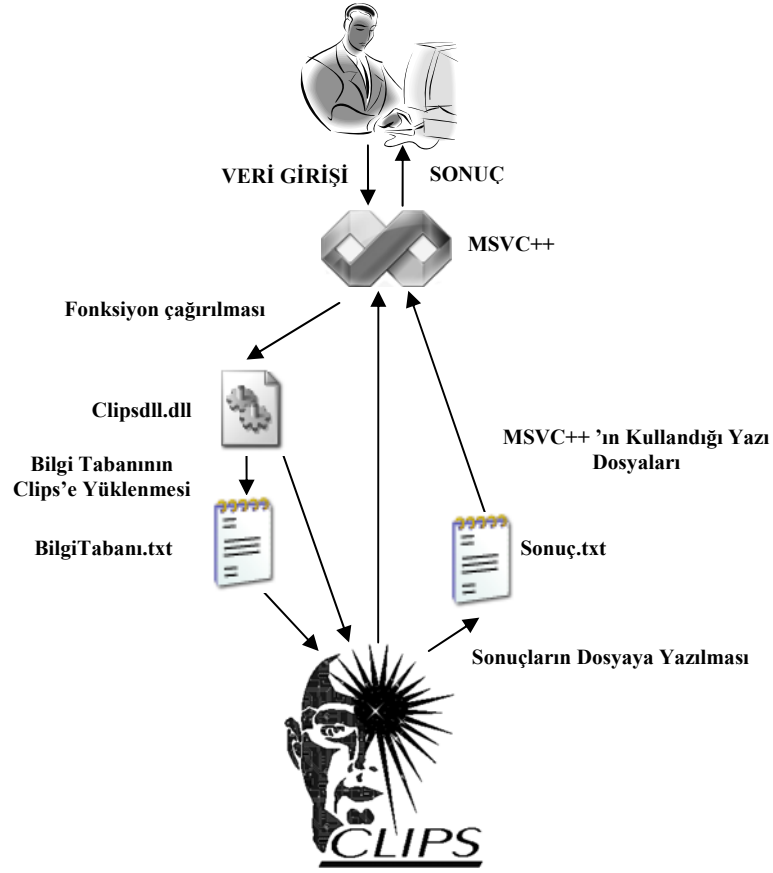 VERİ GİRİŞİ
SONUÇ
MSVC++
Fonksiyon çağırılması
Clipsdll.dll
MSVC++ ’ın Kullandığı Yazı
Dosyaları
Bilgi Tabanının
Clips’e Yüklenmesi
BilgiTabanı.txt
Sonuç.txt
Sonuçların Dosyaya Yazılması
CLIPS